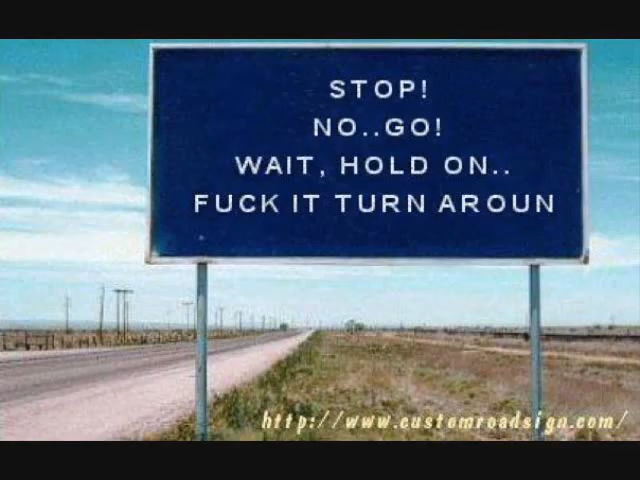 STOP!
NO..GO!
WAIT, HOLD ON..
FUCK IT TURN AROUN
http://www.customroadsign.com/